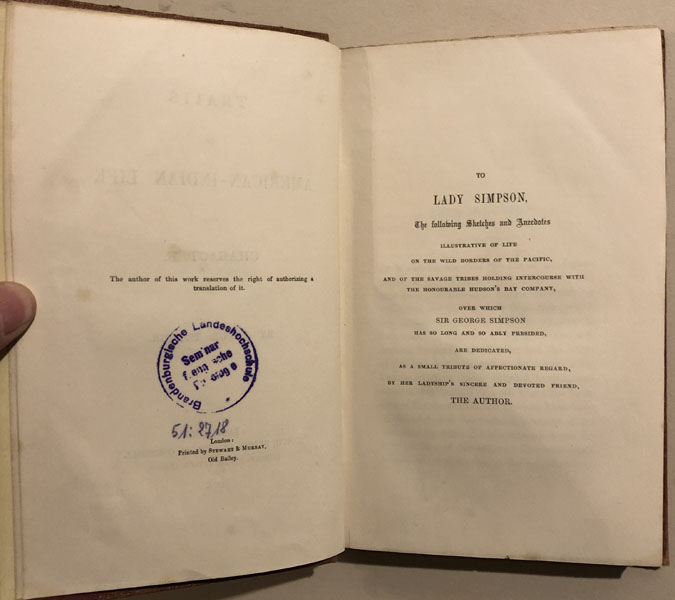 The author of this work reserves the right of authorizing a
translation of it.
Brandenburgische Landeshochschule
Seminar
51:2718
London:
Printed by STEWART & MURRAY,
Old Bailey.
TO
LADY SIMPSON,
The following Sketches and Anecdotes
ILLUSTRATIVE OF LIFE
ON THE WILD BORDERS OF THE PACIFIC,
AND OF THE SAVAGE TRIBES HOLDING INTERCOURSE WITH
THE HONOURABLE HUDSON'S BAY COMPANY,
OVER WHICH
SIR GEORGE SIMPSON
HAS SO LONG AND SO ABLY PRESIDED,
ARE DEDICATED,
AS A SMALL TRIBUTE OF AFFECTIONATE REGARD,
BY HER LADYSHIP'S SINCERE AND DEVOTED FRIEND,
THE AUTHOR.